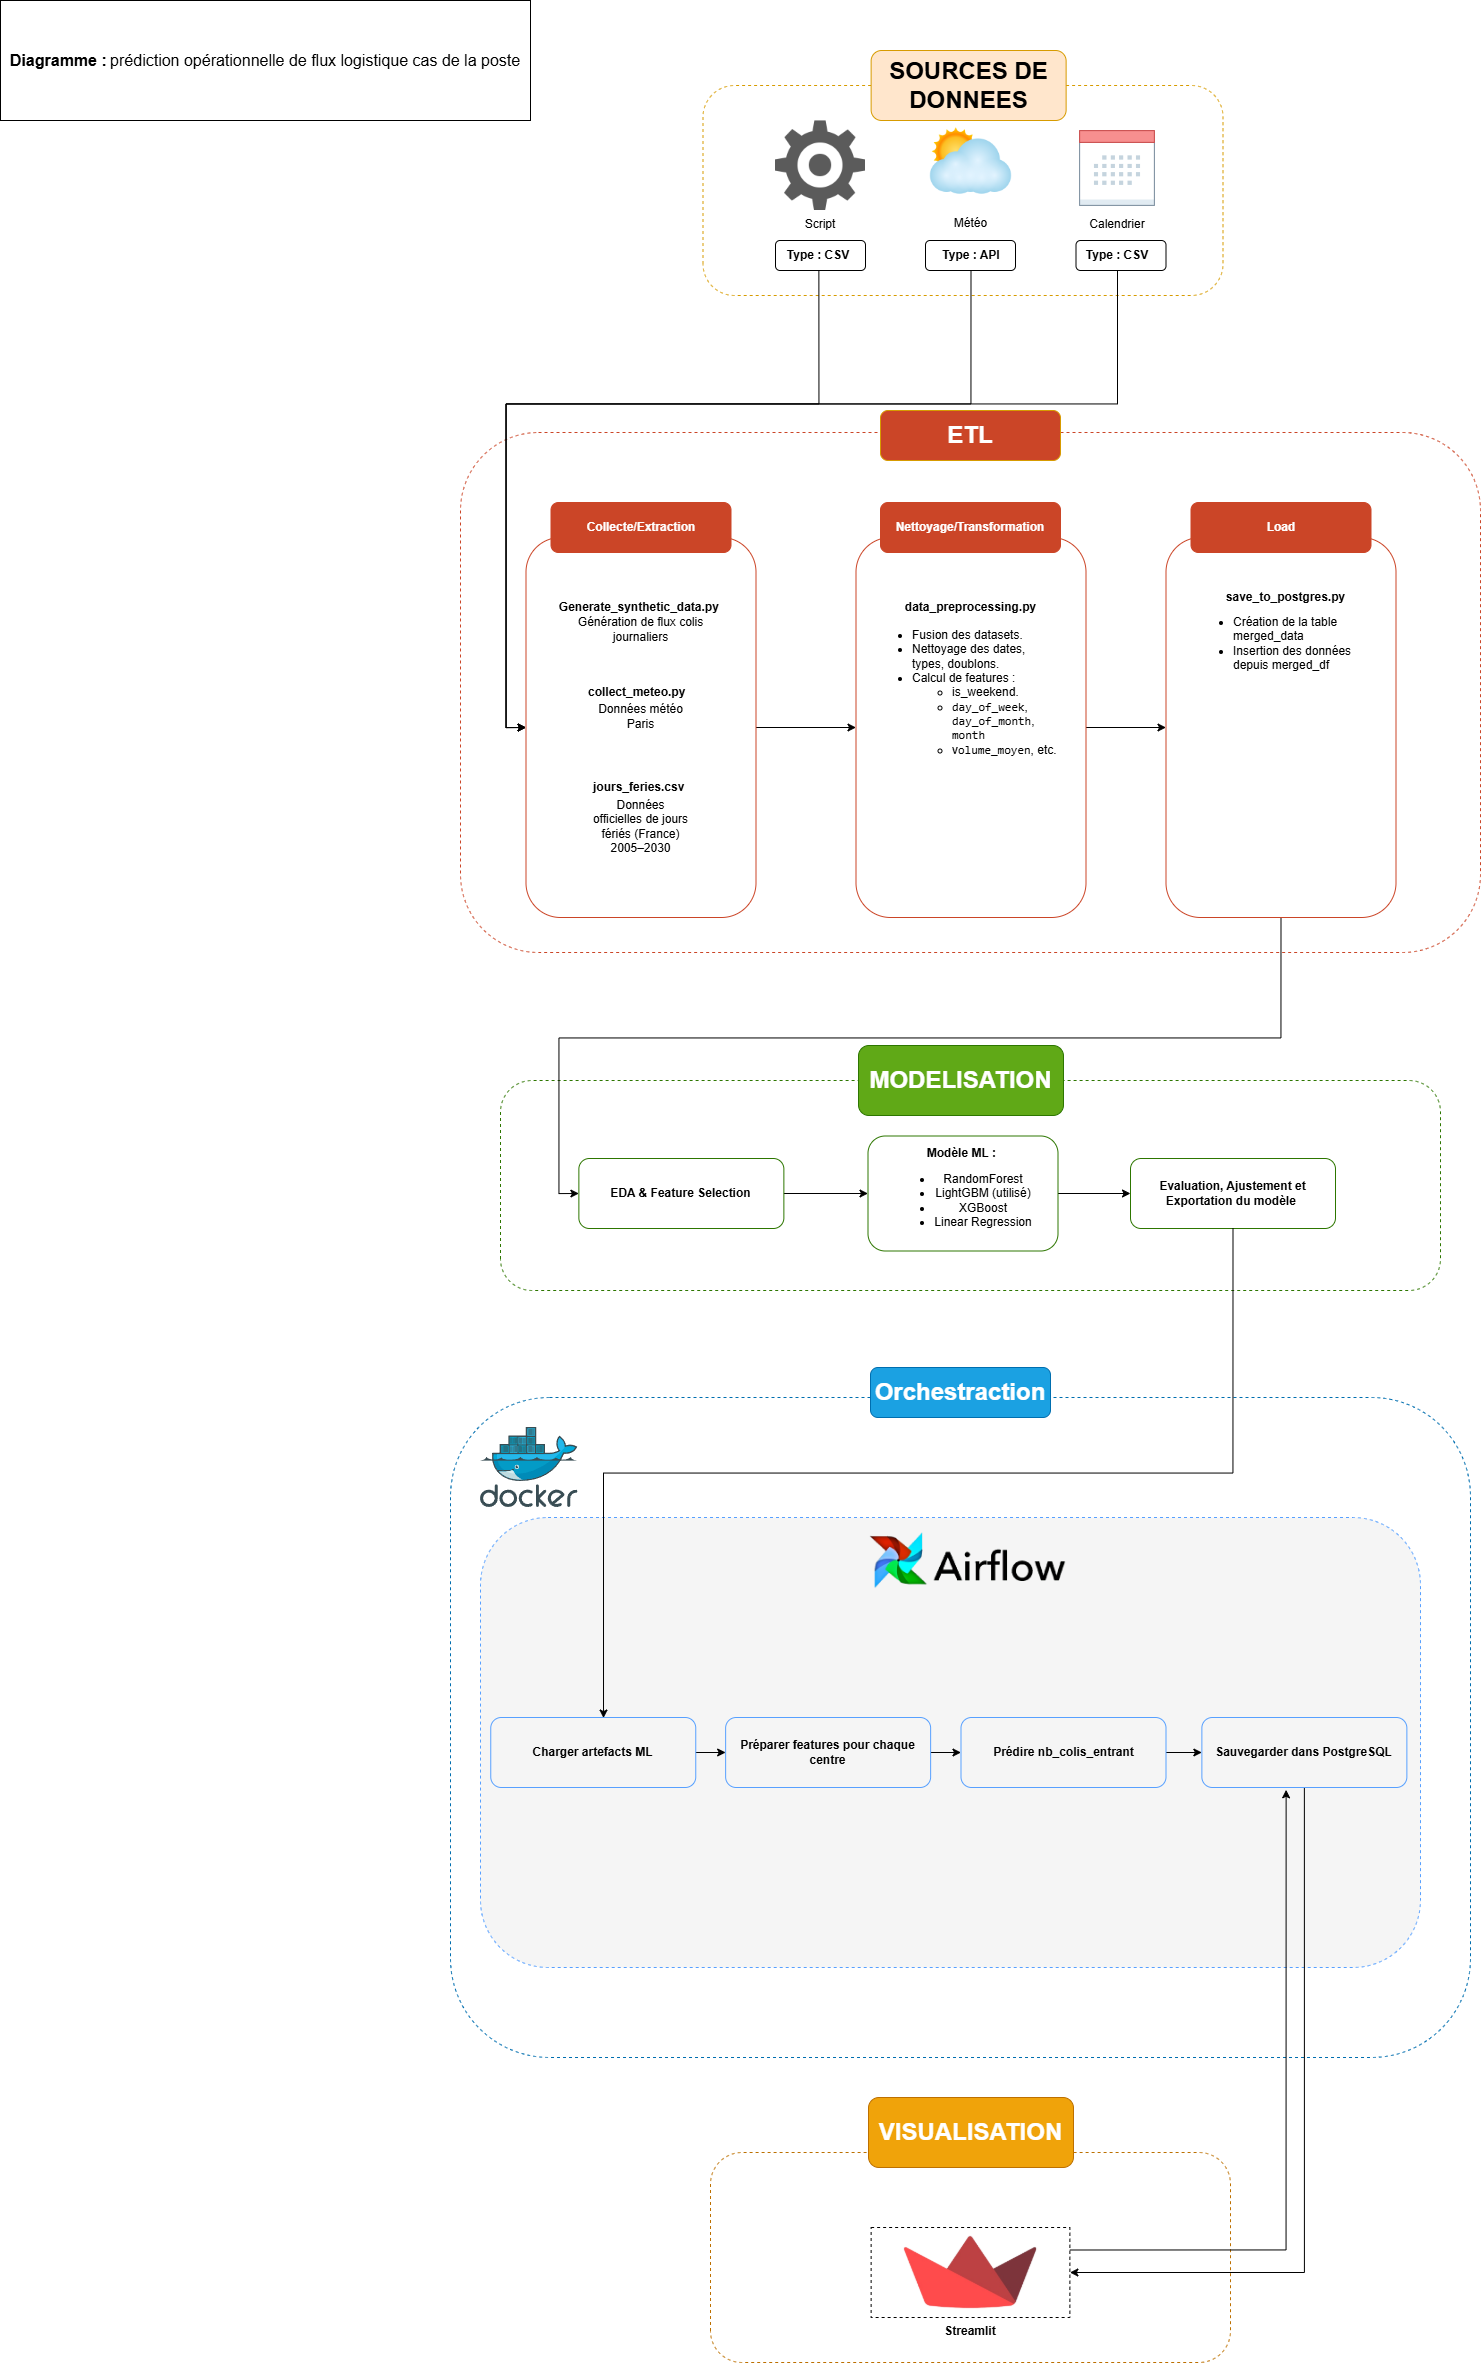 Diagramme : prédiction opérationnelle de flux logistique cas de la poste
SOURCES DE
DONNEES
Script
Météo
Calendrier
Type : CSV
Type : API
Type : CSV
ETL
Collecte/Extraction
Generate_synthetic_data.py
Génération de flux colis
journaliers
collect_meteo.py
Données météo
Paris
jours_feries.csv
Données
officielles de jours
fériés (France)
2005–2030
Nettoyage/Transformation
data_preprocessing.py
• Fusion des datasets.
• Nettoyage des dates,
types, doublons.
• Calcul de features :
○ is_weekend.
○ day_of_week,
day_of_month,
month
○ volume_moyen, etc.
Load
save_to_postgres.py
• Création de la table
merged_data
• Insertion des données
depuis merged_df
MODELISATION
EDA & Feature Selection
Modèle ML :
• RandomForest
• LightGBM (utilisé)
• XGBoost
• Linear Regression
Evaluation, Ajustement et
Exportation du modèle
Orchestraction
docker
Airflow
Charger artefacts ML
Préparer features pour chaque
centre
Prédire nb_colis_entrant
Sauvegarder dans PostgreSQL
VISUALISATION
Streamlit